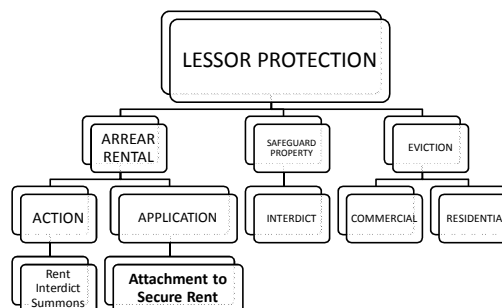 LESSOR PROTECTION
ARREAR
RENTAL
SAFEGUARD
PROPERTY
EVICTION
ACTION
APPLICATION
INTERDICT
COMMERCIAL
RESIDENTIA
Rent
Interdict
Summons
Attachment to
Secure Rent